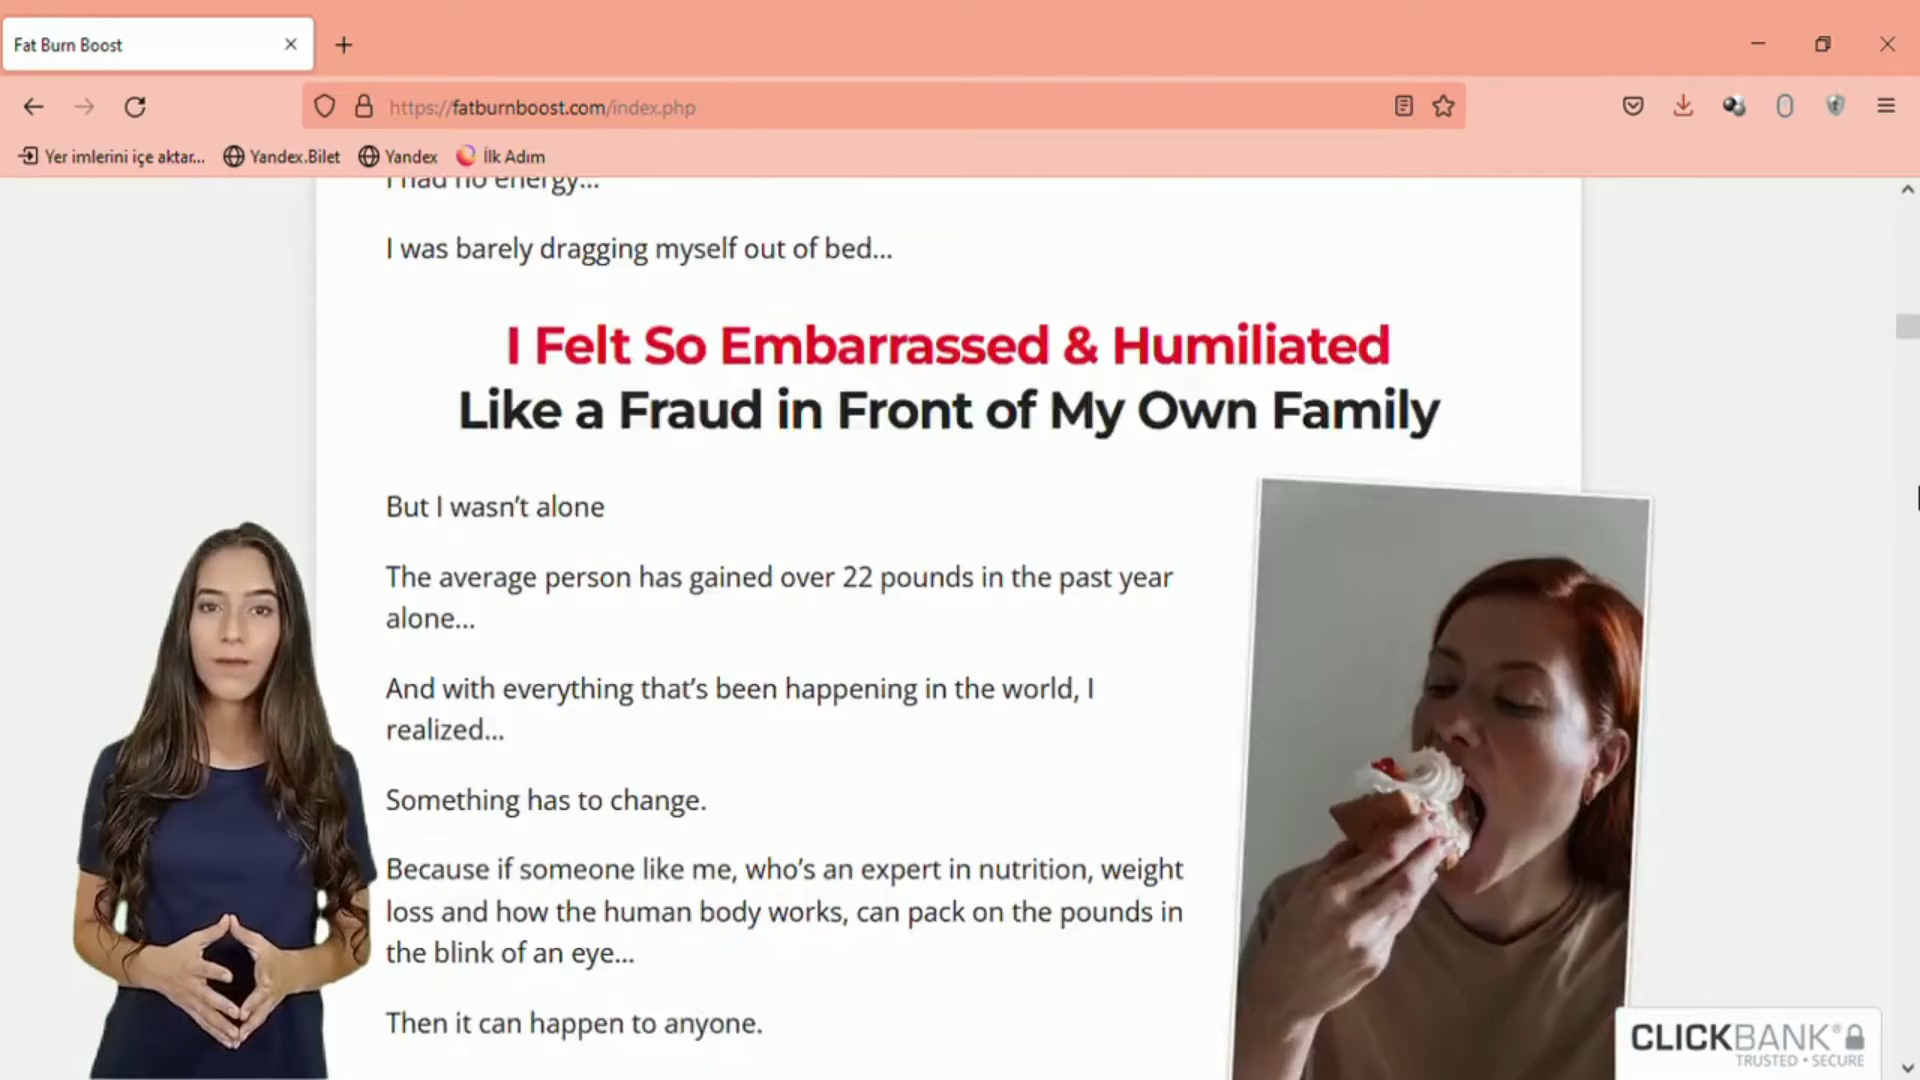 Fat Burn Boost
https://fatburnboost.com/index.php
Yer imlerini içe aktar...
Yandex.Bilet
Yandex
İlk Adım
I had no energy...
I was barely dragging myself out of bed...
I Felt So Embarrassed & Humiliated
Like a Fraud in Front of My Own Family
But I wasn’t alone
The average person has gained over 22 pounds in the past year
alone...
And with everything that’s been happening in the world, I
realized...
Something has to change.
Because if someone like me, who’s an expert in nutrition, weight
loss and how the human body works, can pack on the pounds in
the blink of an eye...
Then it can happen to anyone.
CLICKBANK®
TRUSTED • SECURE